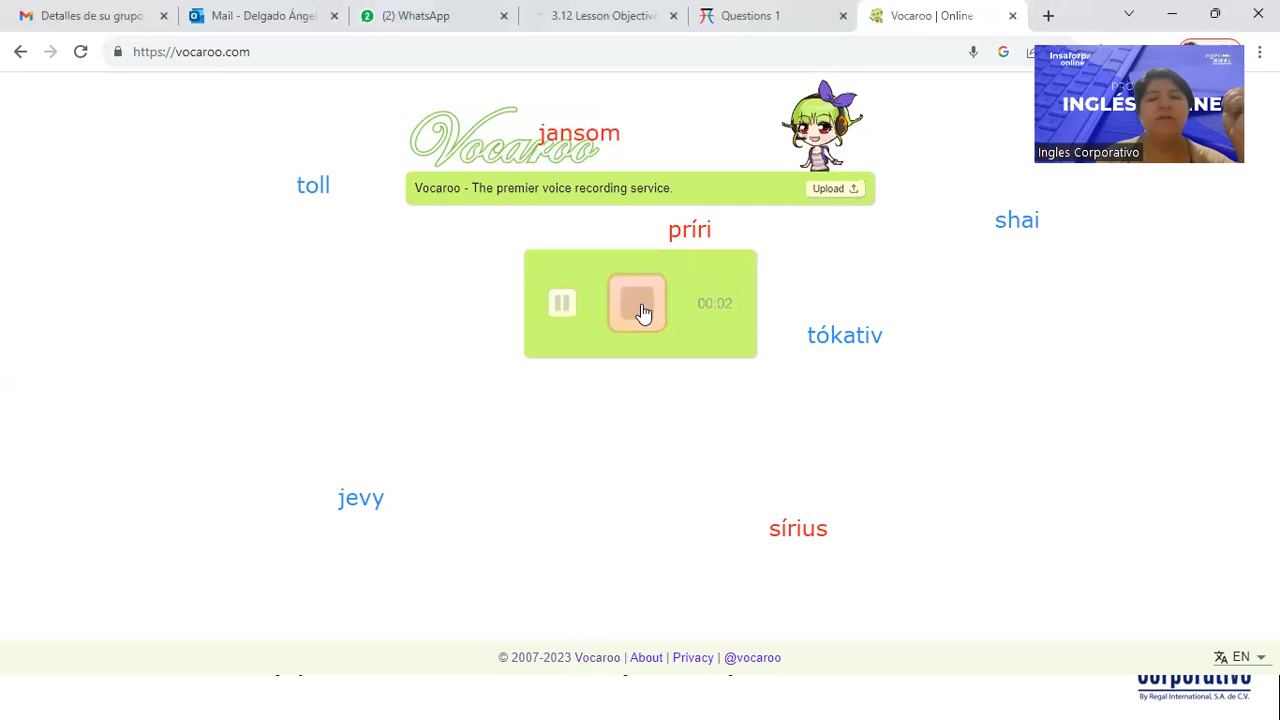 Detalles de su grupo
Mail - Delgado Ángel
(2) WhatsApp
3.12 Lesson Objective
Questions 1
Vocaroo | Online
https://vocaroo.com
Insaforp online
INGLÉS
NE
Ingles Corporativo
Vocaroo
jansom
toll
Vocaroo - The premier voice recording service.
Upload
príri
shai
00:02
tókativ
jevy
sírius
© 2007-2023 Vocaroo | About | Privacy | @vocaroo
EN
corporativo
By Regal International, S.A. de C.V.